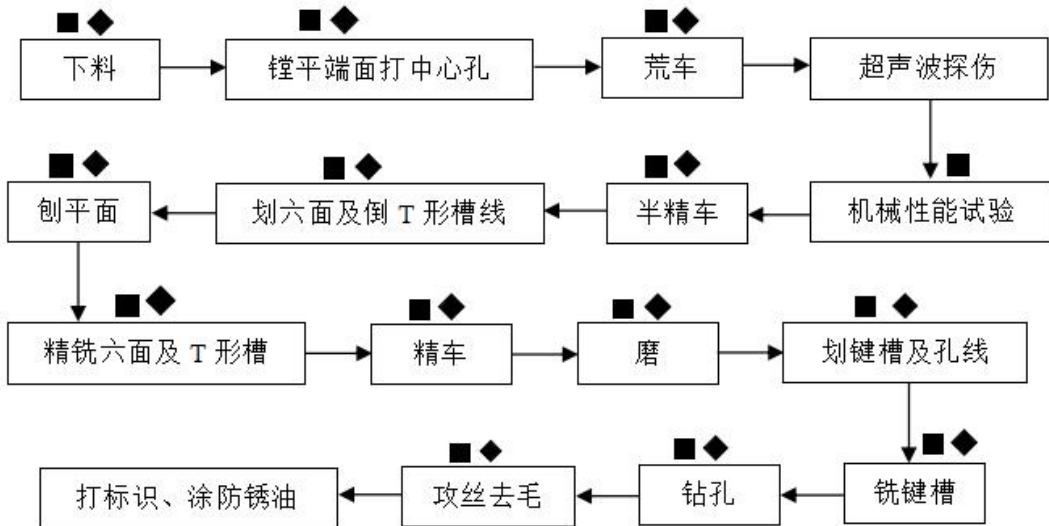 下料
镗平端面打中心孔
荒车
超声波探伤
机械性能试验
半精车
划六面及倒 T 形槽线
刨平面
精铣六面及 T 形槽
精车
磨
划键槽及孔线
铣键槽
钻孔
攻丝去毛
打标识、涂防锈油